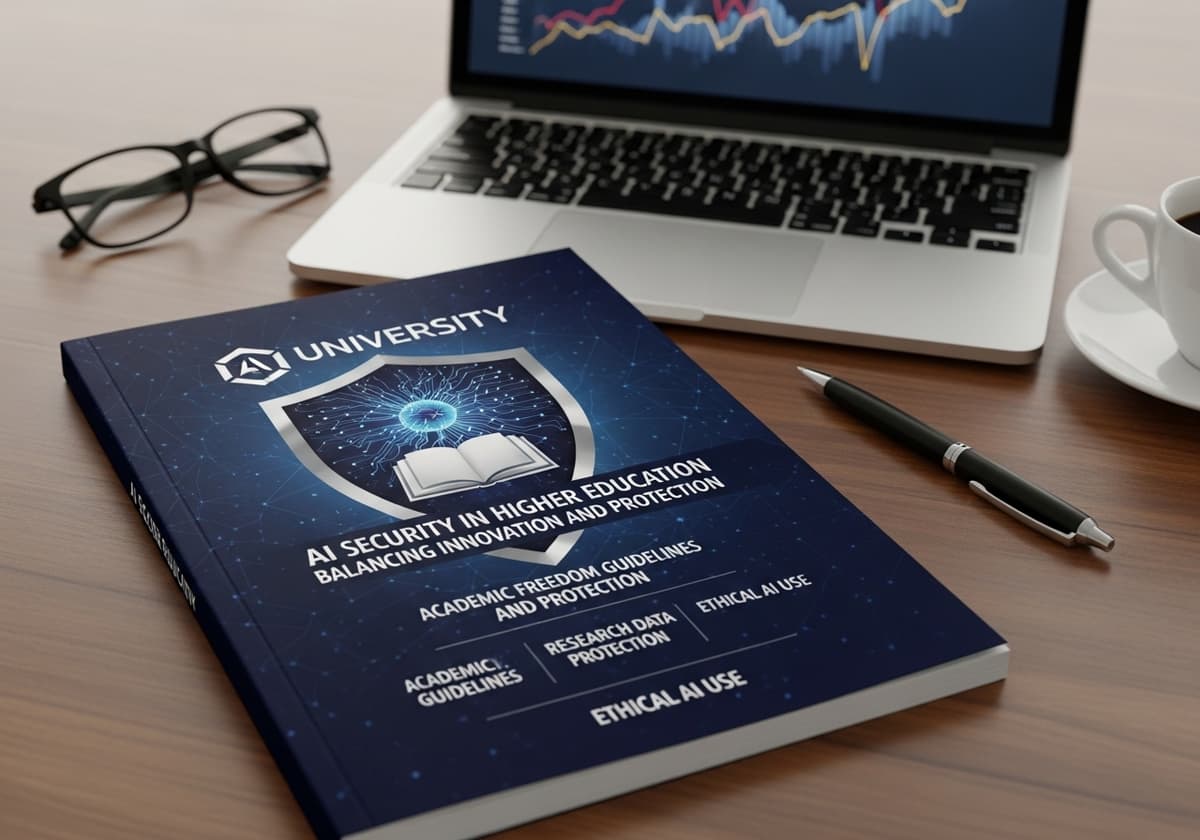 UNIVERSITY
AI SECURITY IN HIGHER EDUCATION
BALANCING INNOVATION AND PROTECTION
ACADEMIC FREEDOM GUIDELINES
AND PROTECTION
ACADEMIC
GUIDELINES
RESEARCH DATA
PROTECTION
ETHICAL AI USE
ETHICAL AI USE